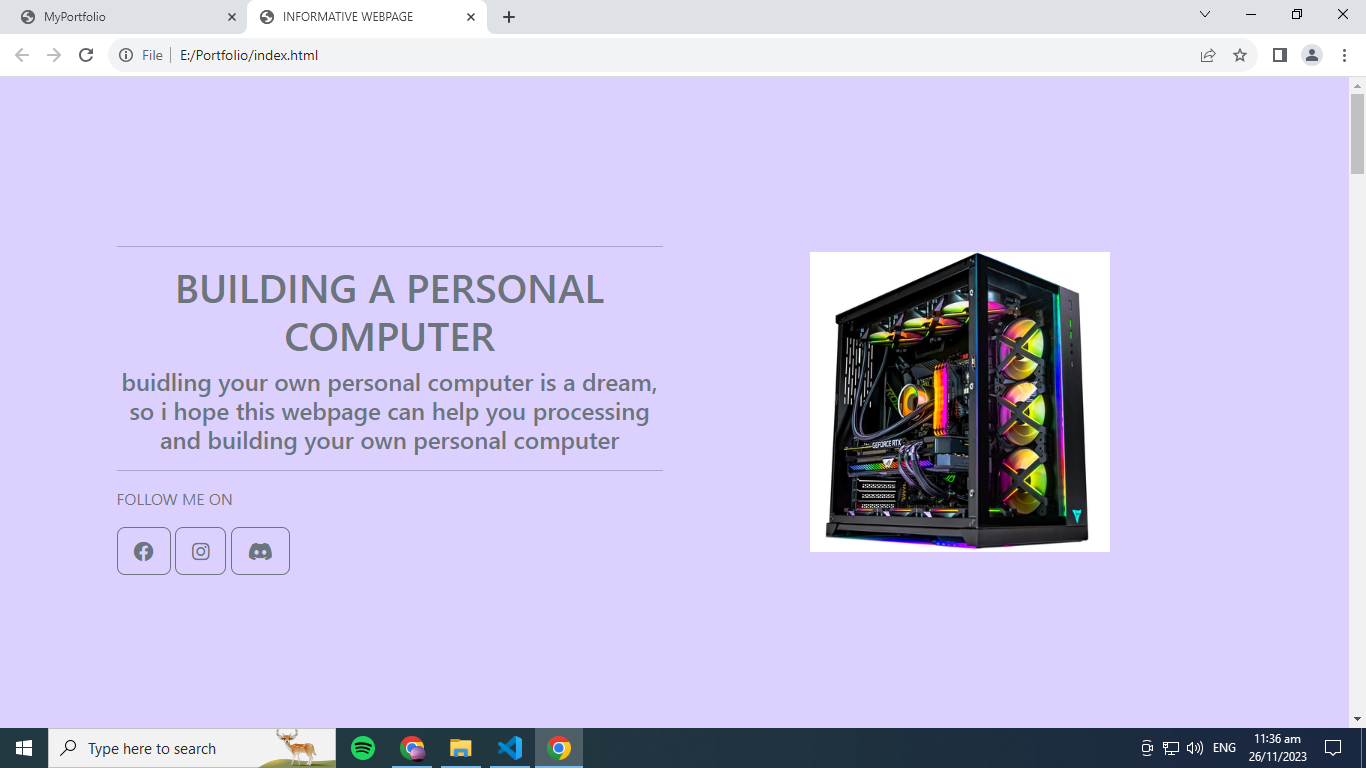 MyPortfolio
INFORMATIVE WEBPAGE
File
E:/Portfolio/index.html
BUILDING A PERSONAL
COMPUTER
buidling your own personal computer is a dream,
so i hope this webpage can help you processing
and building your own personal computer
FOLLOW ME ON
GEFORCE RTX
Type here to search
ENG
11:36 am
26/11/2023